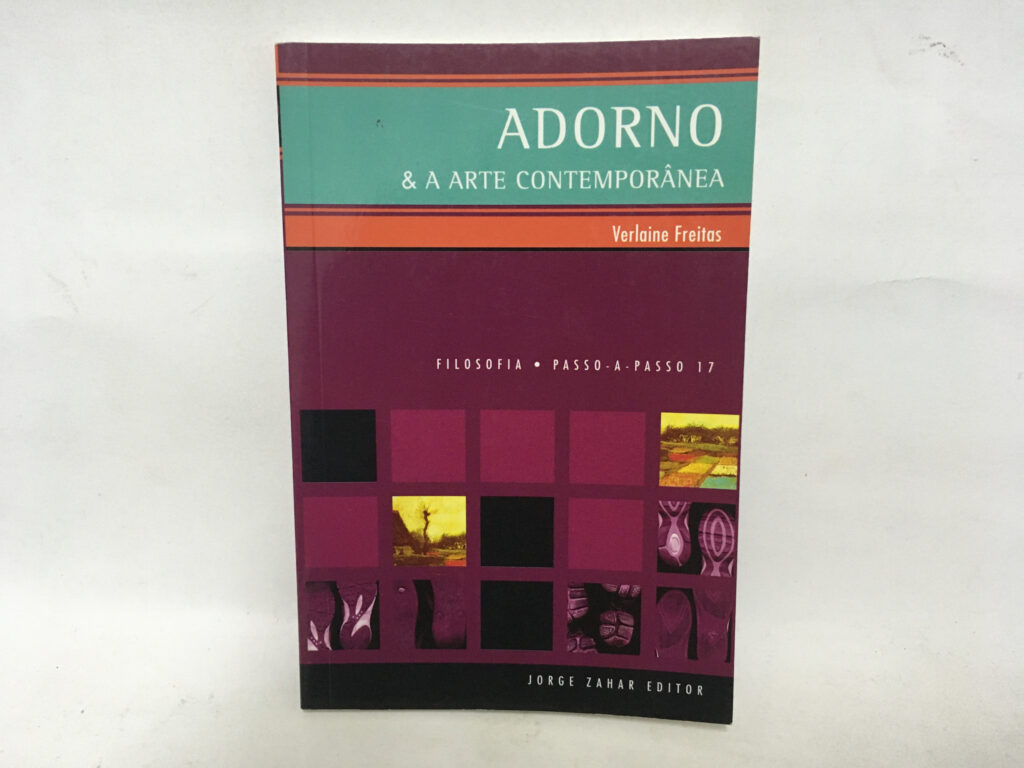 ADORNO
& A ARTE CONTEMPORÂNEA
Verlaine Freitas
FILOSOFIA • PASSO-A-PASSO 17
JORGE ZAHAR EDITOR